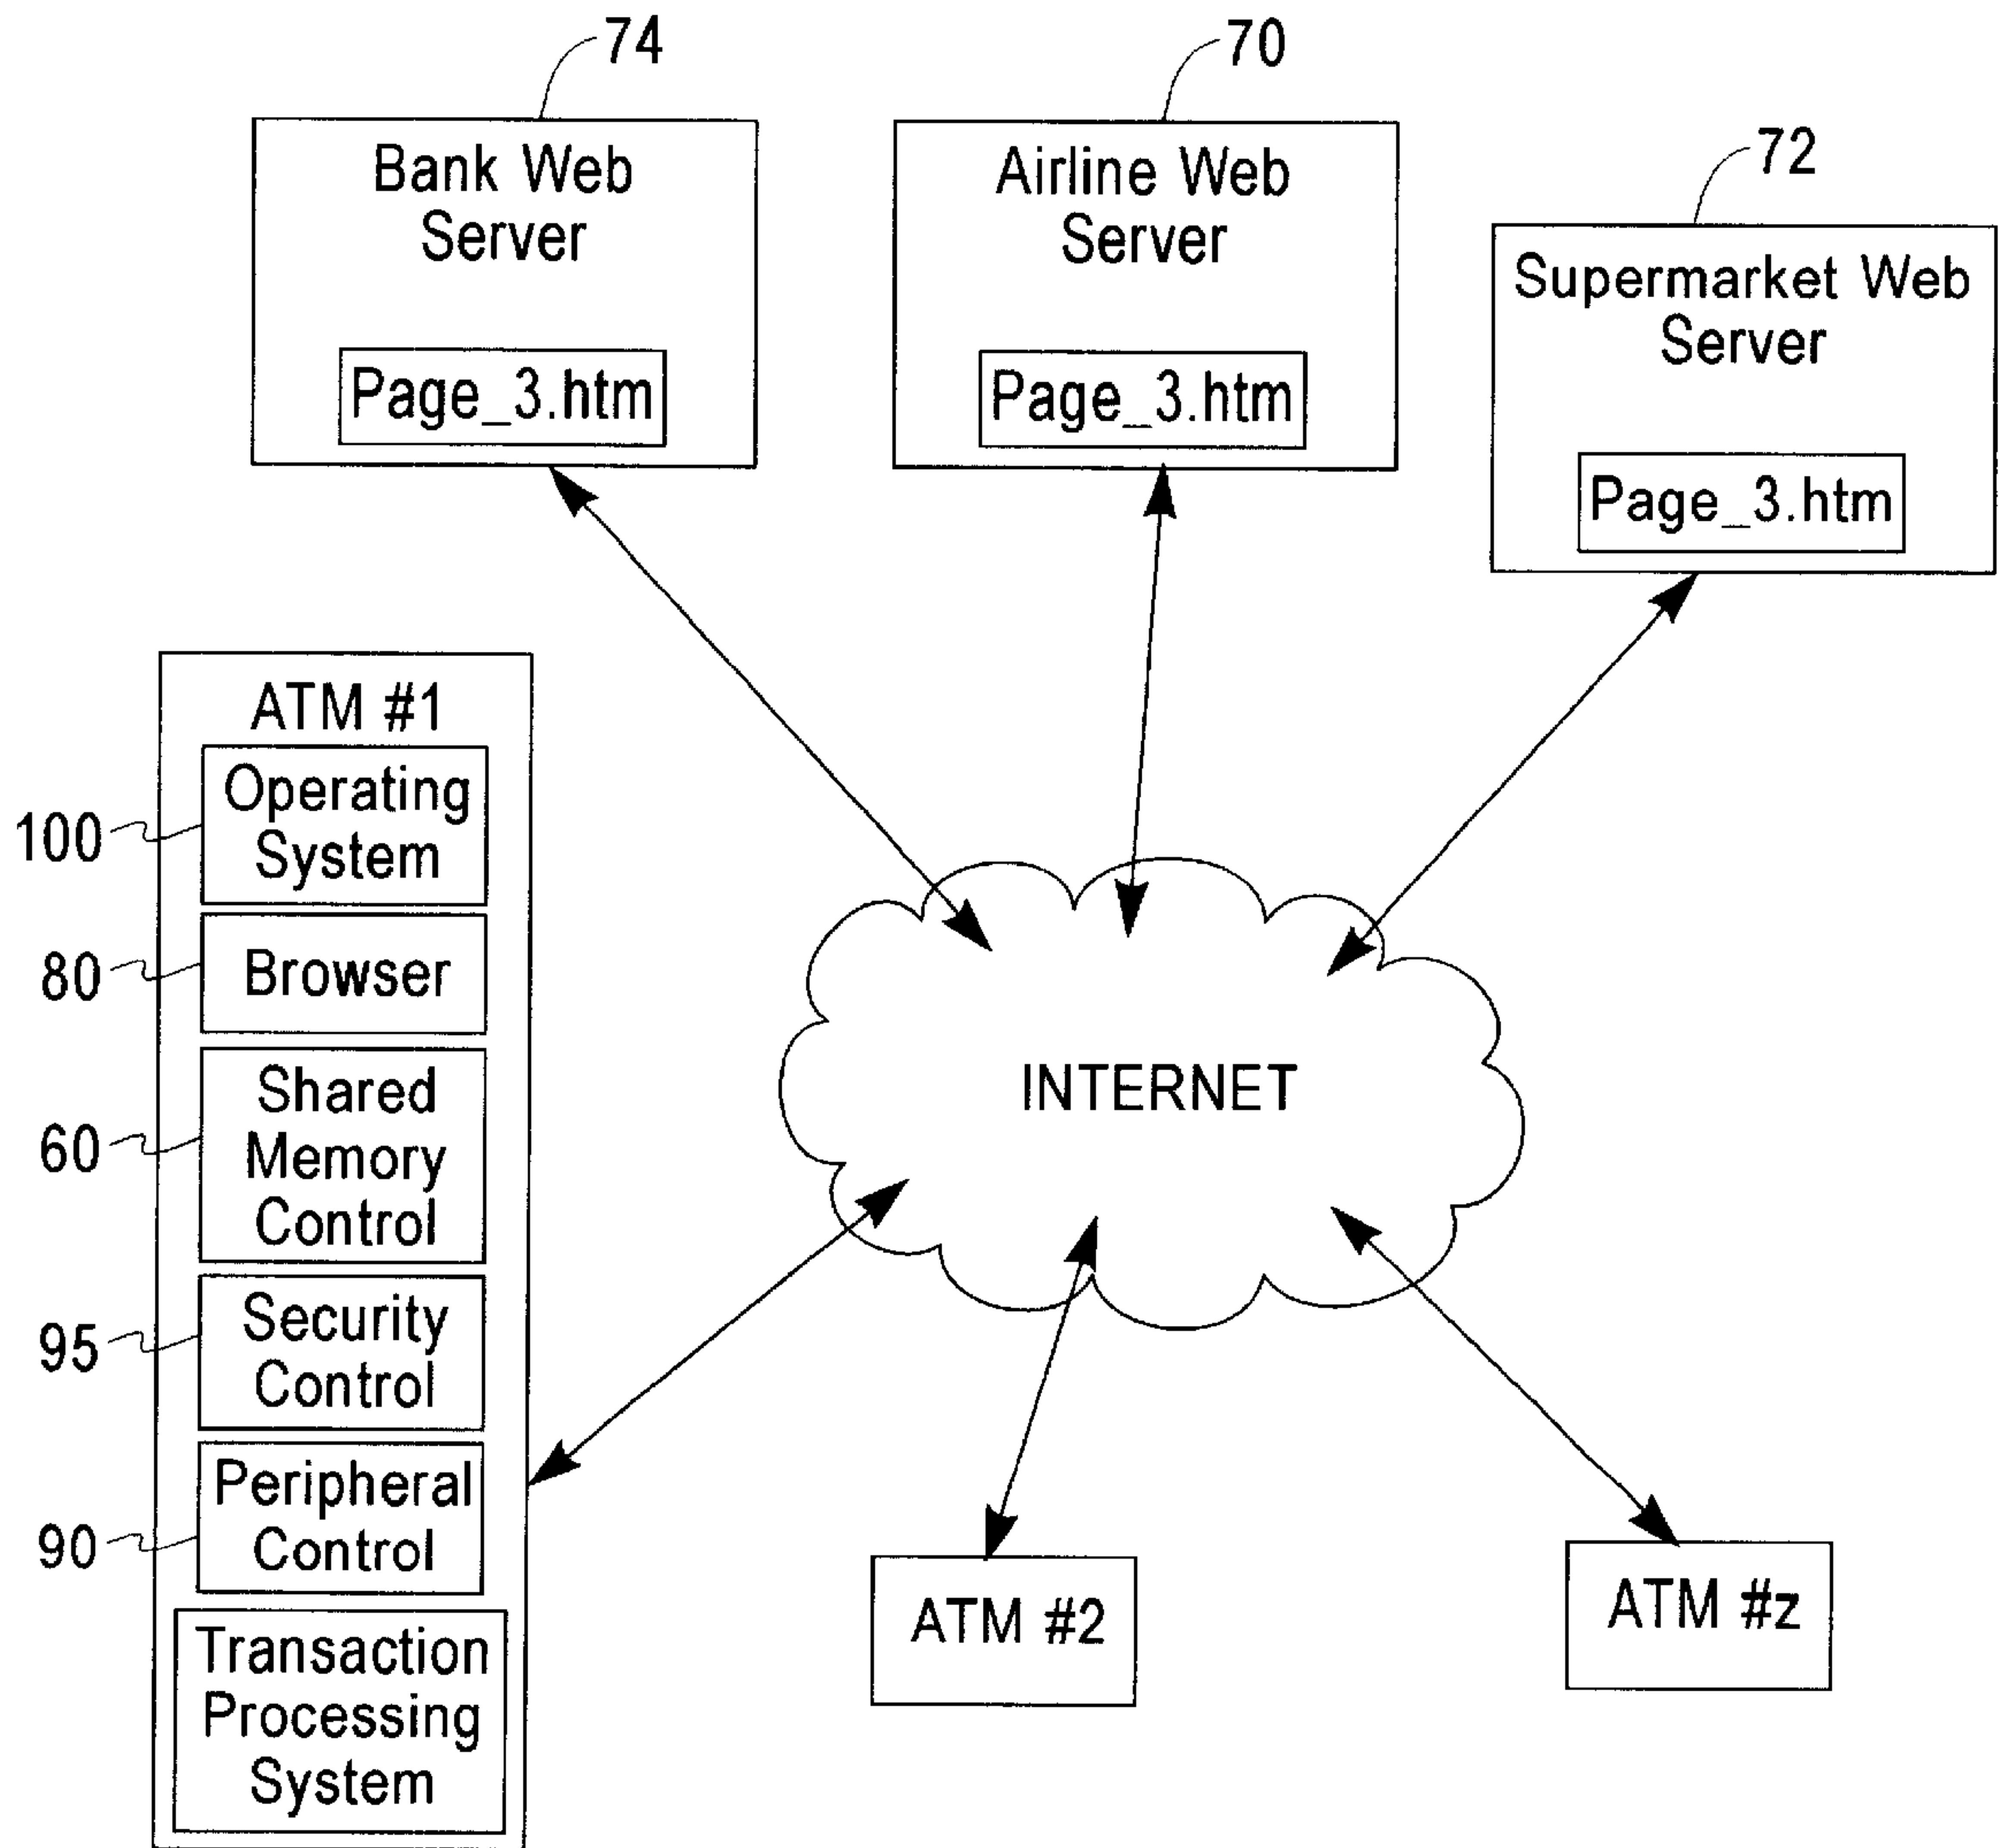 74
Bank Web
Server
Page_3.htm
70
Airline Web
Server
Page_3.htm
72
Supermarket Web
Server
Page_3.htm
ATM #1
100
Operating
System
80
Browser
60
Shared
Memory
Control
95
Security
Control
90
Peripheral
Control
Transaction
Processing
System
INTERNET
ATM #2
ATM #z